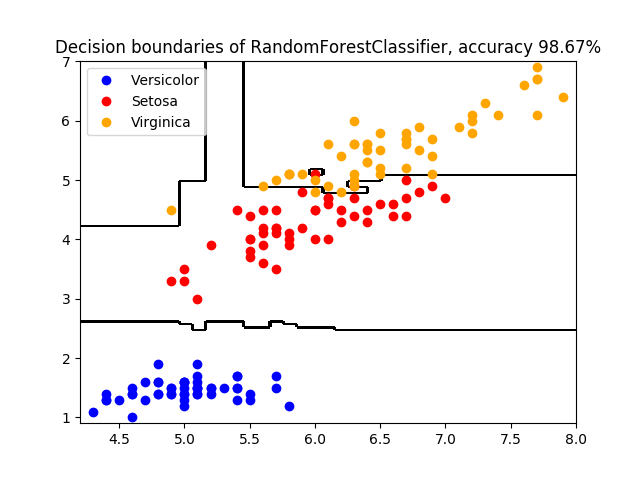 Decision boundaries of RandomForestClassifier, accuracy 98.67%
Versicolor
Setosa
Virginica
7
6
5
4
3
2
1
4.5 5.0 5.5 6.0 6.5 7.0 7.5 8.0